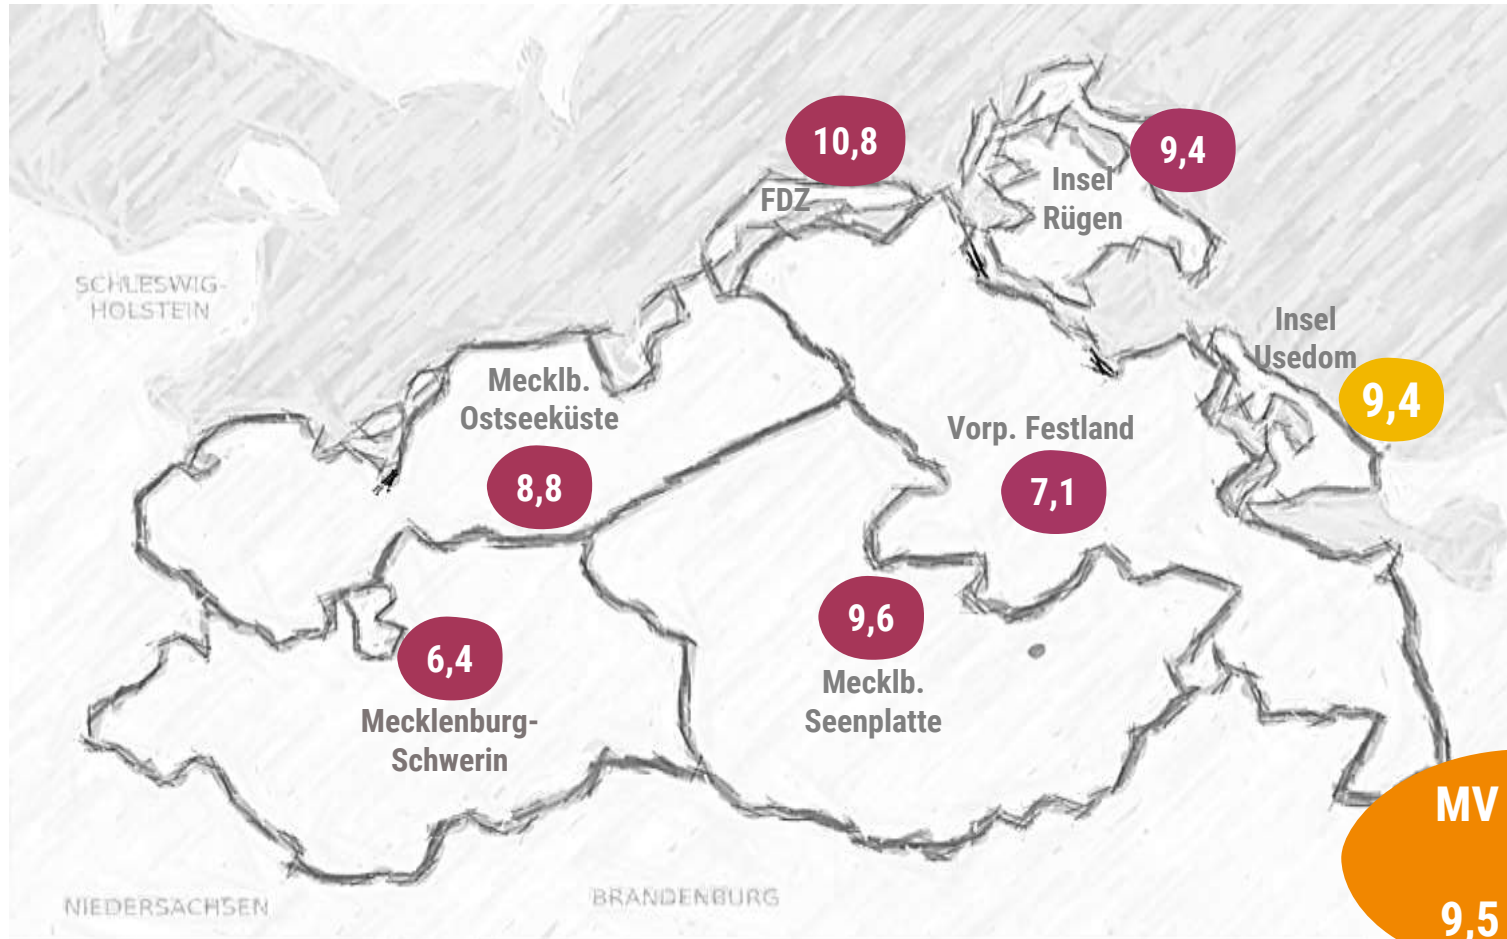 10,8
9,4
FDZ
Insel
Rügen
SCHLESWIG-
HOLSTEIN
Insel
Usedom
9,4
Mecklb.
Ostseeküste
8,8
Vorp. Festland
7,1
9,6
Mecklb.
Seenplatte
6,4
Mecklenburg-
Schwerin
MV
9,5
NIEDERSACHSEN
BRANDENBURG